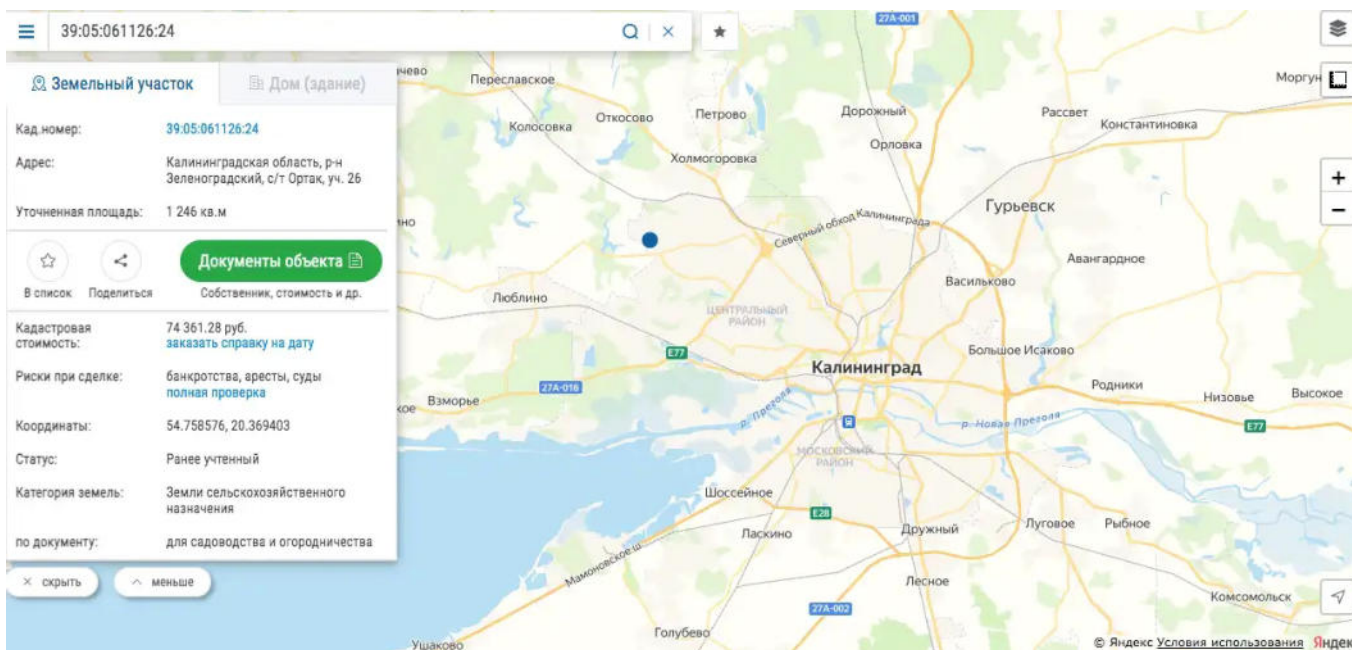 39:05:061126:24
Земельный участок
Дом (здание)
Кад.номер:
39:05:061126:24
Адрес:
Калининградская область, р-н
Зеленоградский, с/т Ортак, уч. 26
Уточненная площадь:
1 246 кв.м
В список
Поделиться
Документы объекта
Собственник, стоимость и др.
Кадастровая
стоимость:
74 361.28 руб.
заказать справку на дату
Риски при сделке:
банкротства, аресты, суды
полная проверка
Координаты:
54.758576, 20.369403
Статус:
Ранее учтенный
Категория земель:
Земли сельскохозяйственного
назначения
по документу:
для садоводства и огородничества
× скрыть
меньше
27A-001
Переславское
Колосовка
Откосово
Петрово
Холмогоровка
Дорожный
Орловка
Рассвет
Константиновка
Моргун
Гурьевск
Северный обход Калининграда
Авангардное
Васильково
Люблино
ЦЕНТРАЛЬНЫЙ
РАЙОН
E77
Калининград
Большое Исаково
27A-016
Взморье
р. Преголя
Родники
Низовье
Высокое
р. Новая Преголя
E77
МОСКОВСКИЙ
РАЙОН
Шоссейное
E28
Ласкино
Дружный
Луговое
Рыбное
Мамоновское ш.
Лесное
27A-002
Комсомольск
Голубево
Ушаково
© Яндекс Условия использования Яндек